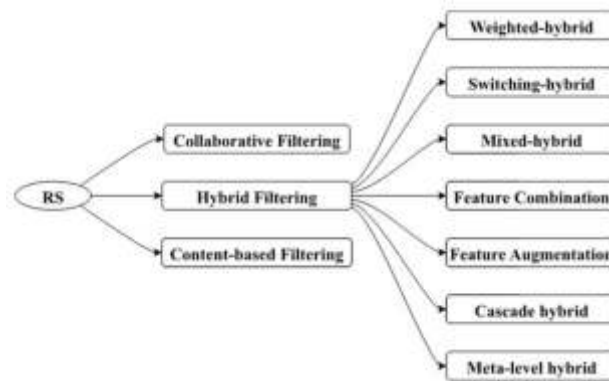 Weighted-hybrid
Switching-hybrid
Collaborative Filtering
Mixed-hybrid
RS
Hybrid Filtering
Feature Combination
Content-based Filtering
Feature Augmentation
Cascade hybrid
Meta-level hybrid